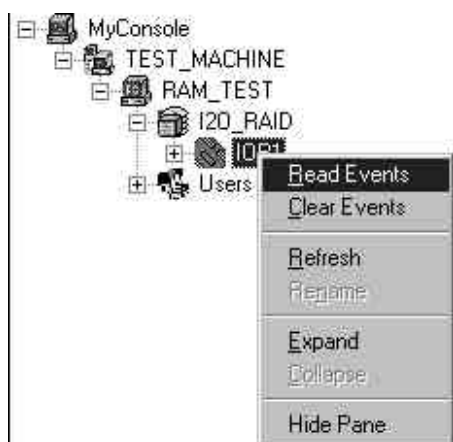 MyConsole
TEST_MACHINE
RAM_TEST
I2O_RAID
IOP1
Users
Read Events
Clear Events
Refresh
Rename
Expand
Collapse
Hide Pane